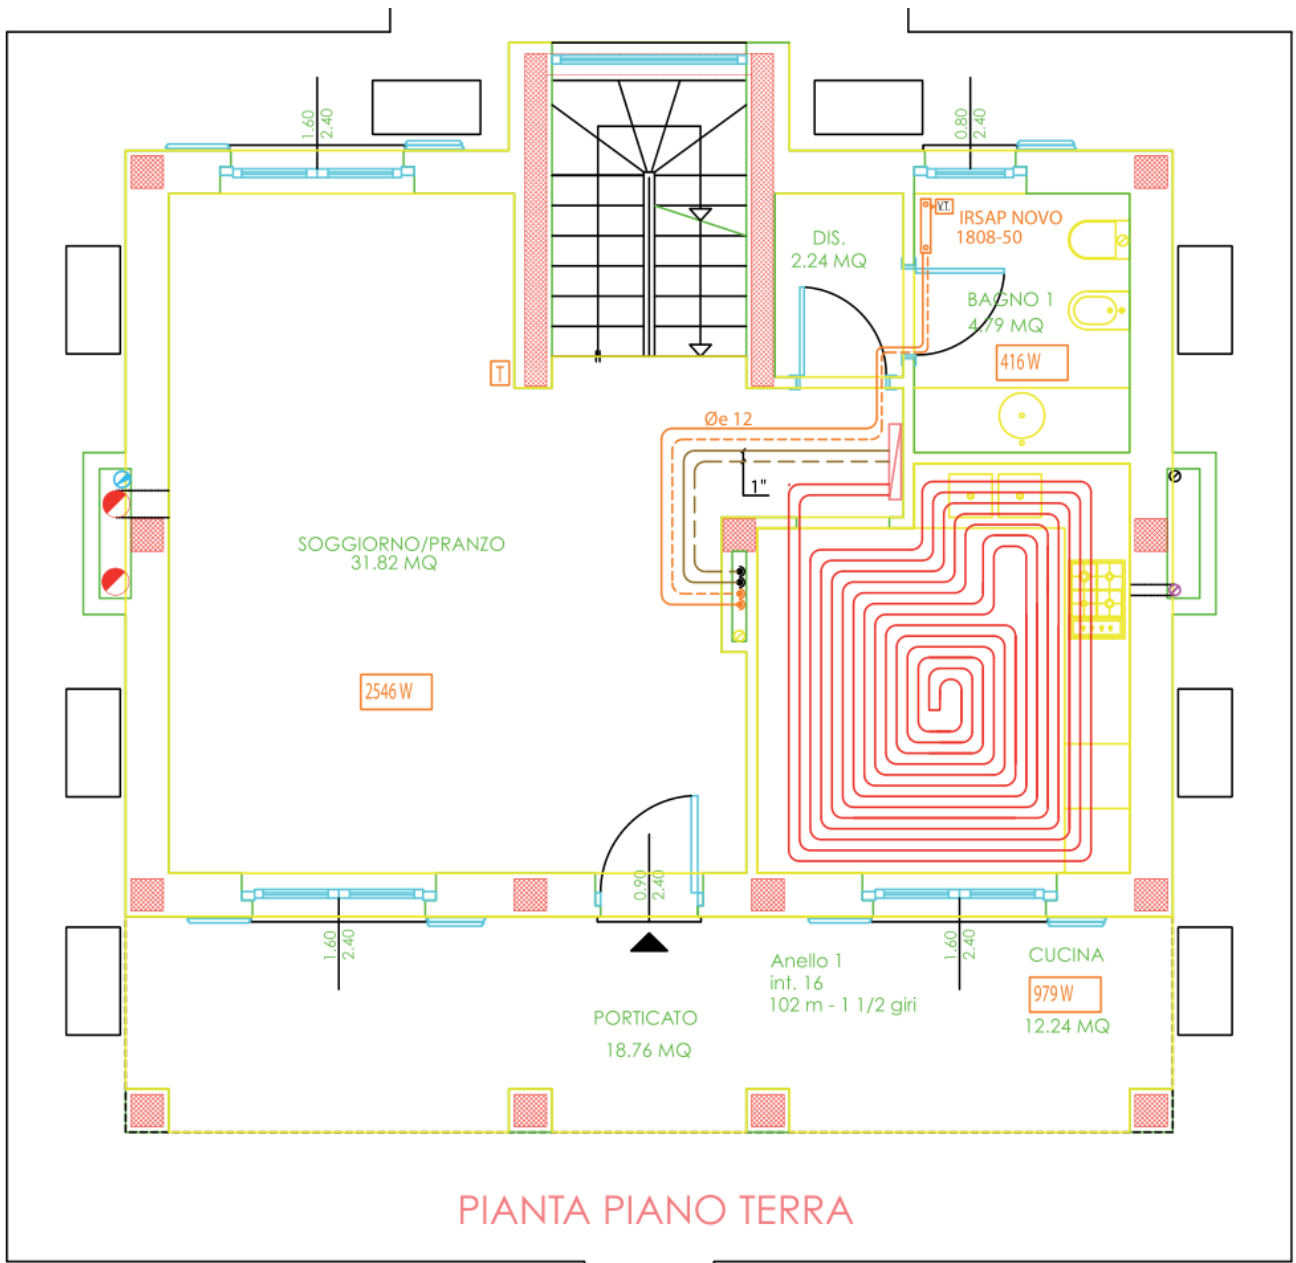 1.60
2.40
0.80
2.40
V.T.
IRSAP NOVO
1808-50
DIS.
2.24 MQ
BAGNO 1
4.79 MQ
416 W
T
Øe 12
1"
SOGGIORNO/PRANZO
31.82 MQ
2546 W
0.90
2.40
1.60
2.40
1.60
2.40
Anello 1
int. 16
102 m - 1 1/2 giri
CUCINA
979 W
12.24 MQ
PORTICATO
18.76 MQ
PIANTA PIANO TERRA